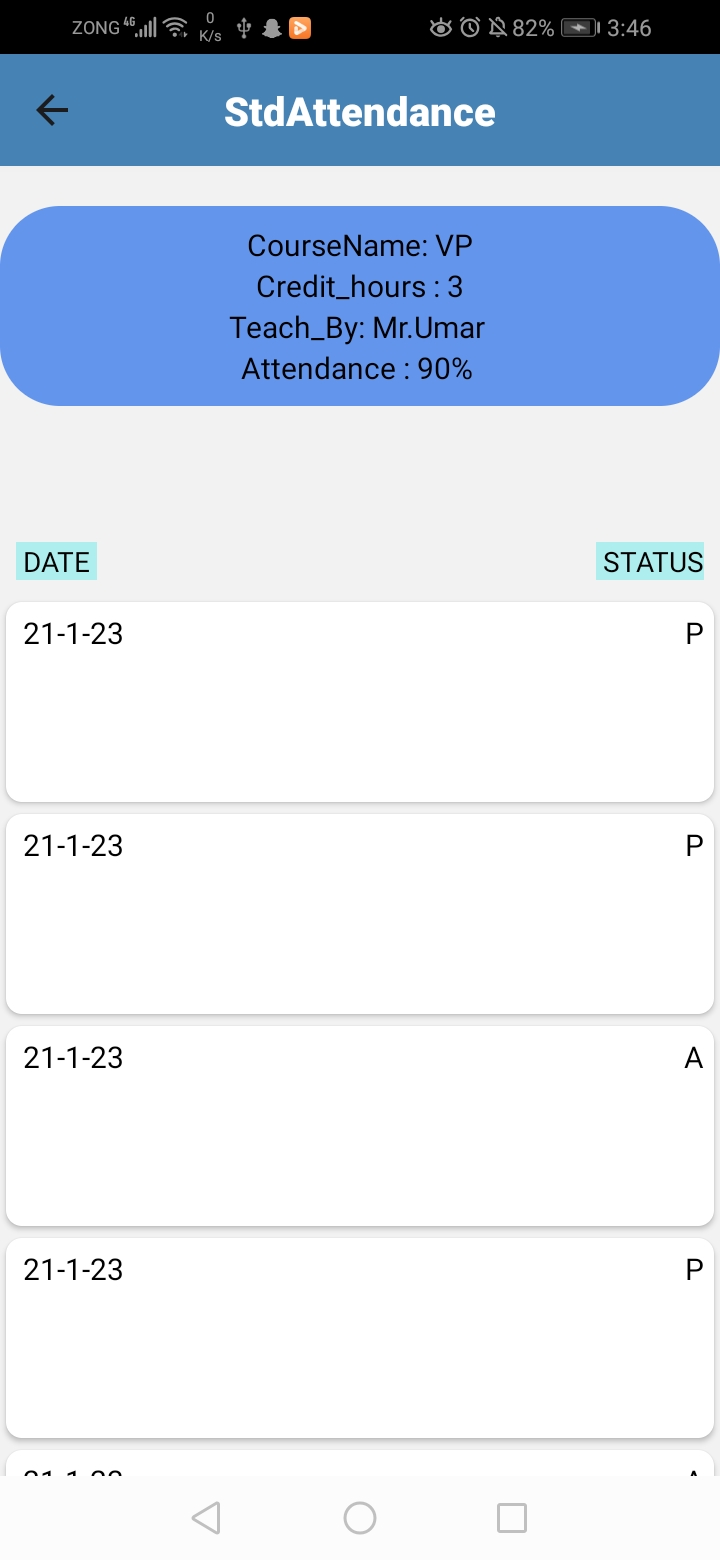 ZONG 4G 0 K/s 82% 3:46
StdAttendance
CourseName: VP
Credit_hours : 3
Teach_By: Mr.Umar
Attendance : 90%
DATE STATUS
21-1-23 P
21-1-23 P
21-1-23 A
21-1-23 P